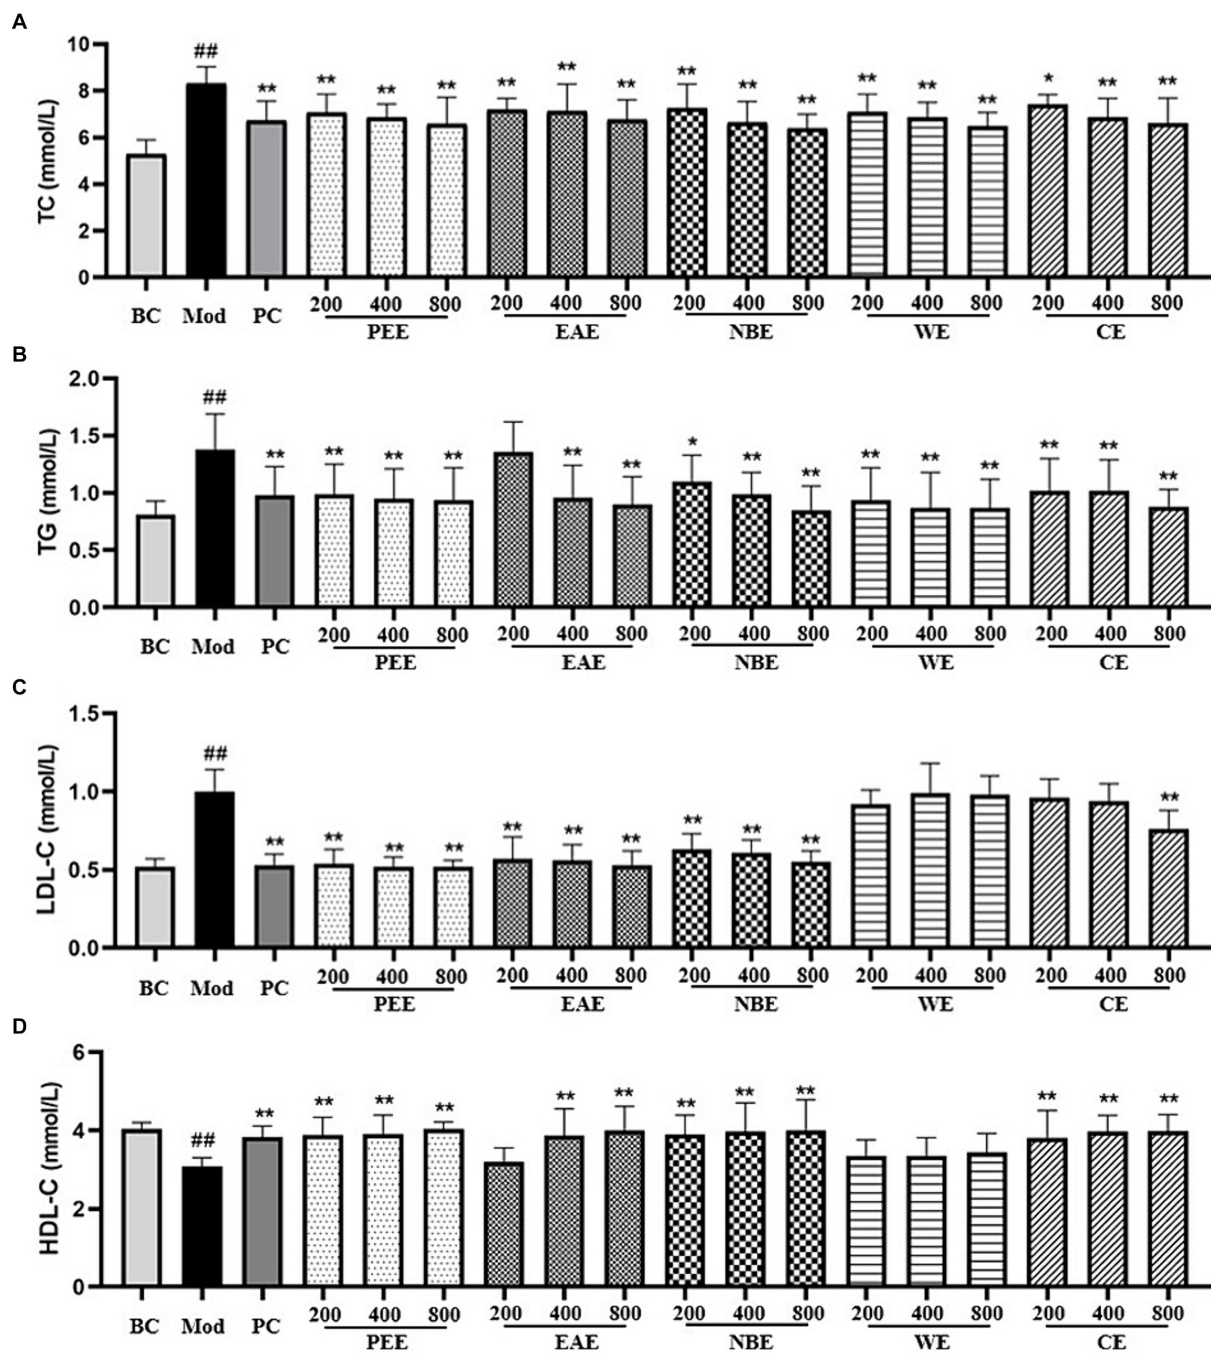 A
TC (mmol/L)
10
8
6
4
2
0
##
** ** ** ** ** ** ** ** ** ** ** ** ** * ** **
BC Mod PC 200 400 800 200 400 800 200 400 800 200 400 800 200 400 800
PEE EAE NBE WE CE
B
TG (mmol/L)
2.0
1.5
1.0
0.5
0.0
##
** ** ** ** ** ** * ** ** ** ** ** ** ** **
BC Mod PC 200 400 800 200 400 800 200 400 800 200 400 800 200 400 800
PEE EAE NBE WE CE
C
LDL-C (mmol/L)
1.5
1.0
0.5
0.0
##
** ** ** ** ** ** ** ** ** ** **
BC Mod PC 200 400 800 200 400 800 200 400 800 200 400 800 200 400 800
PEE EAE NBE WE CE
D
HDL-C (mmol/L)
6
4
2
0
##
** ** ** ** ** ** ** ** ** ** ** **
BC Mod PC 200 400 800 200 400 800 200 400 800 200 400 800 200 400 800
PEE EAE NBE WE CE